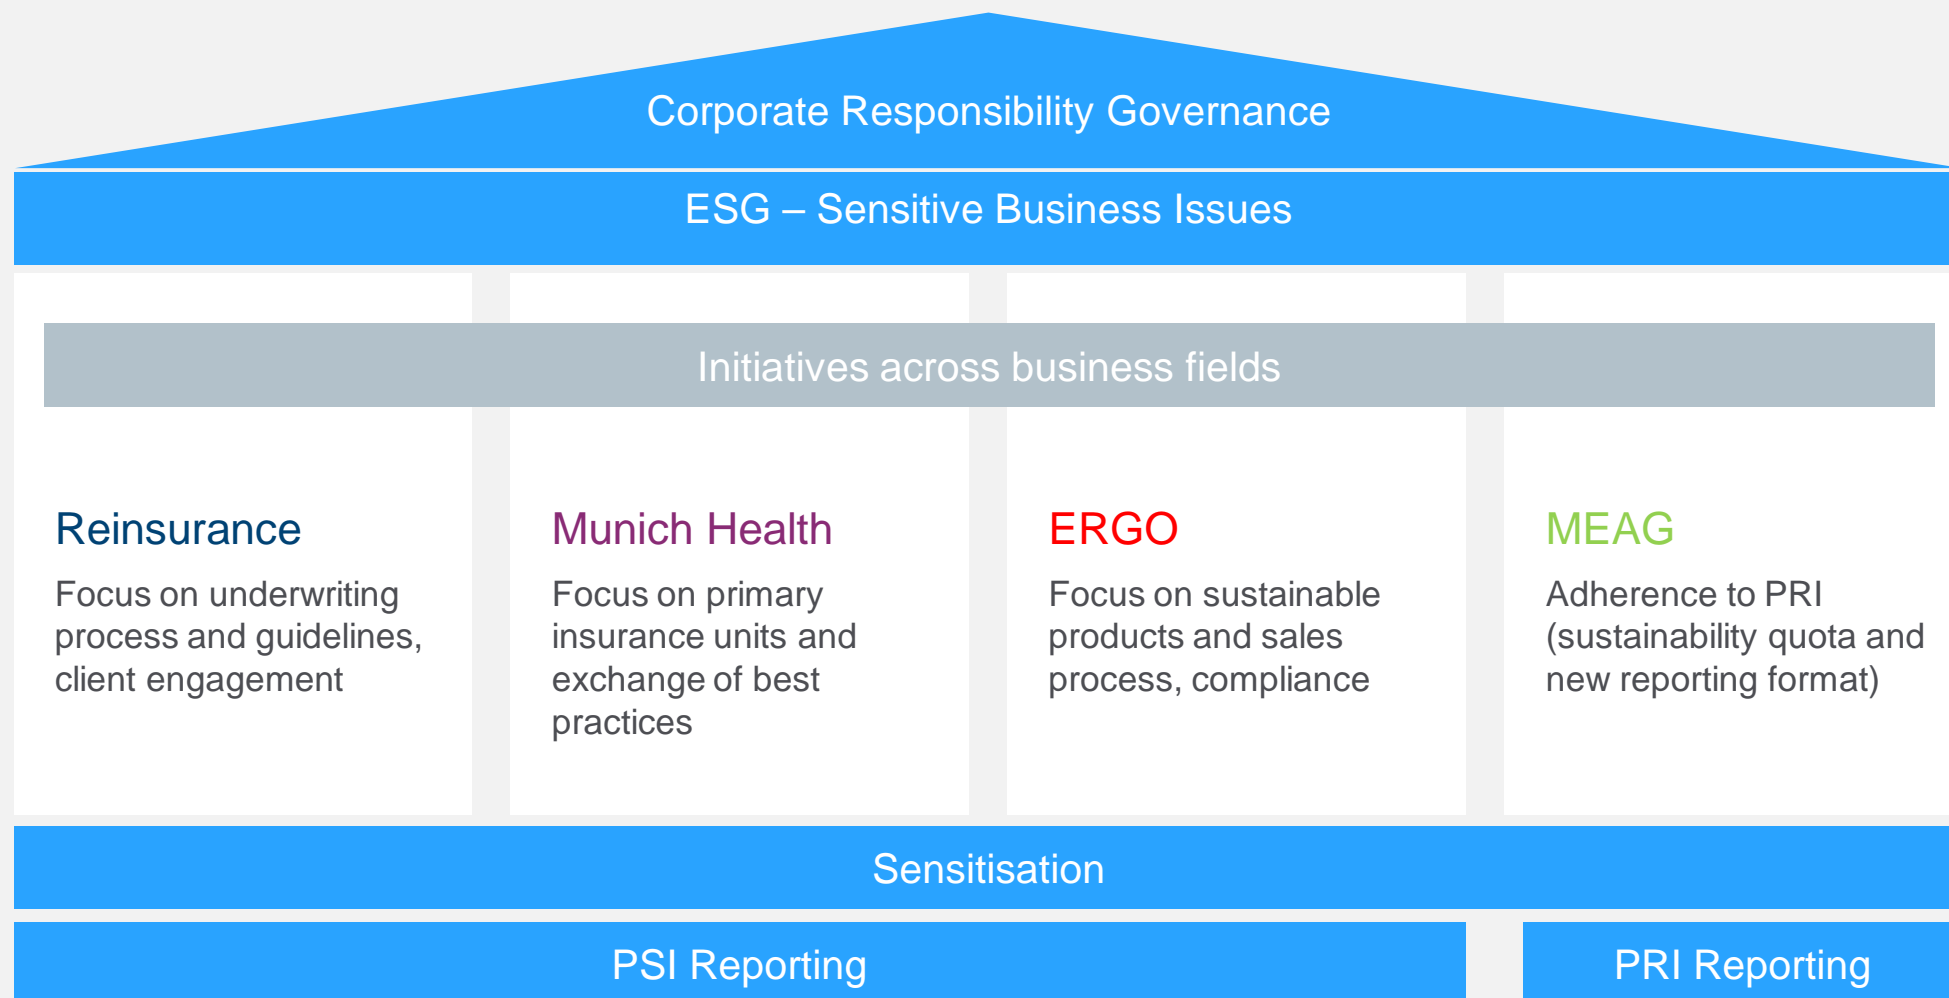 Corporate Responsibility Governance
ESG – Sensitive Business Issues
Initiatives across business fields
Reinsurance
Focus on underwriting
process and guidelines,
client engagement
Munich Health
Focus on primary
insurance units and
exchange of best
practices
ERGO
Focus on sustainable
products and sales
process, compliance
MEAG
Adherence to PRI
(sustainability quota and
new reporting format)
Sensitisation
PSI Reporting
PRI Reporting